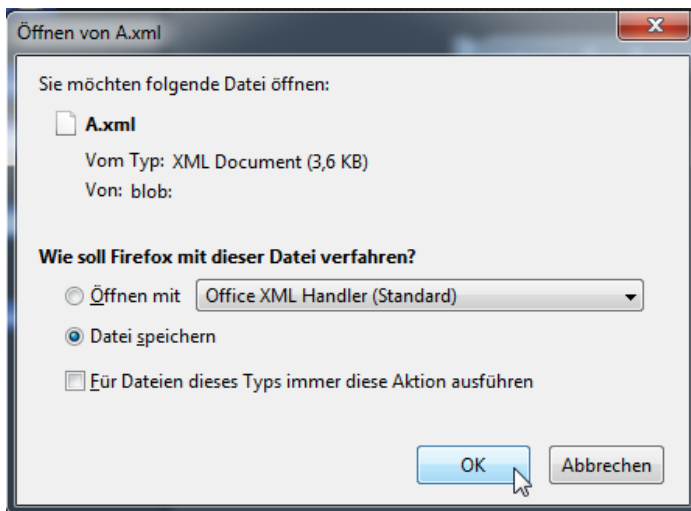 Öffnen von A.xml
Sie möchten folgende Datei öffnen:
A.xml
Vom Typ: XML Document (3,6 KB)
Von: blob:
Wie soll Firefox mit dieser Datei verfahren?
Öffnen mit Office XML Handler (Standard)
Datei speichern
Für Dateien dieses Typs immer diese Aktion ausführen
OK Abbrechen